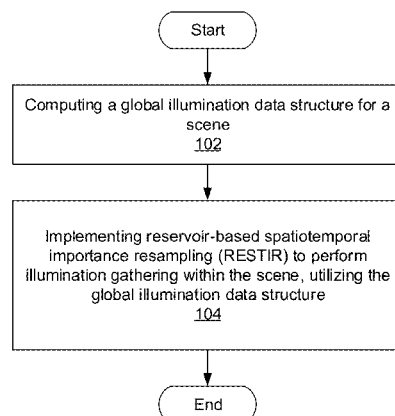 Start
Computing a global illumination data structure for a
scene
102
Implementing reservoir-based spatiotemporal
importance resampling (RESTIR) to perform
illumination gathering within the scene, utilizing the
global illumination data structure
104
End